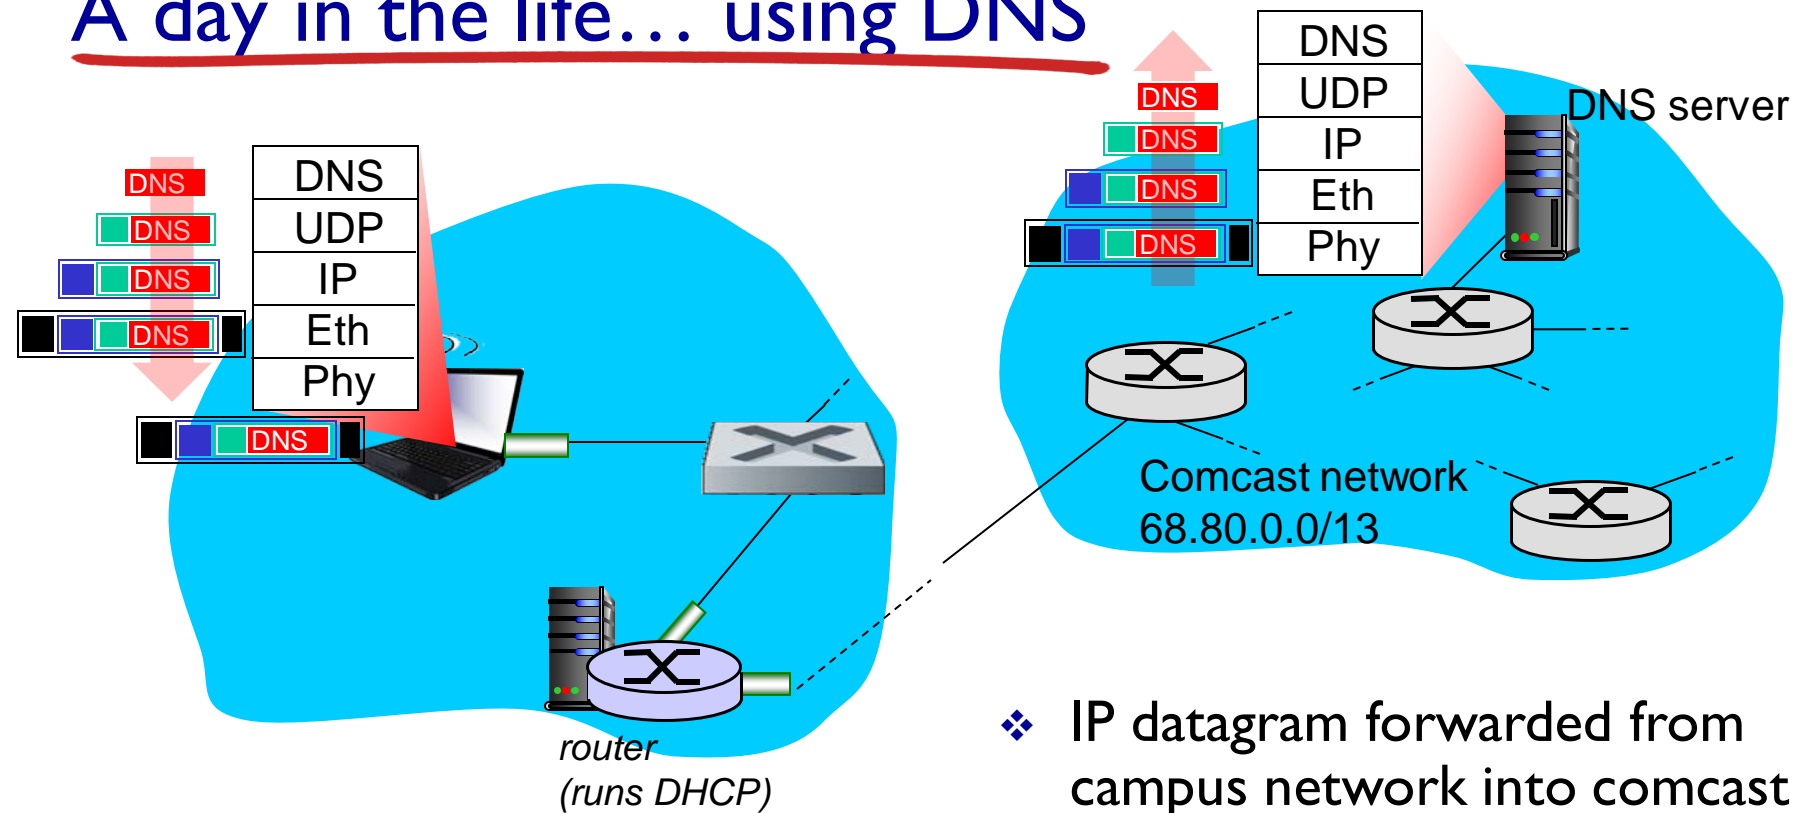 A day in the life… using DNS
DNS
DNS
DNS
DNS
DNS
UDP
IP
Eth
Phy
DNS
router
(runs DHCP)
DNS
DNS
DNS
DNS
DNS
UDP
IP
Eth
Phy
DNS server
Comcast network
68.80.0.0/13
❖ IP datagram forwarded from
campus network into comcast